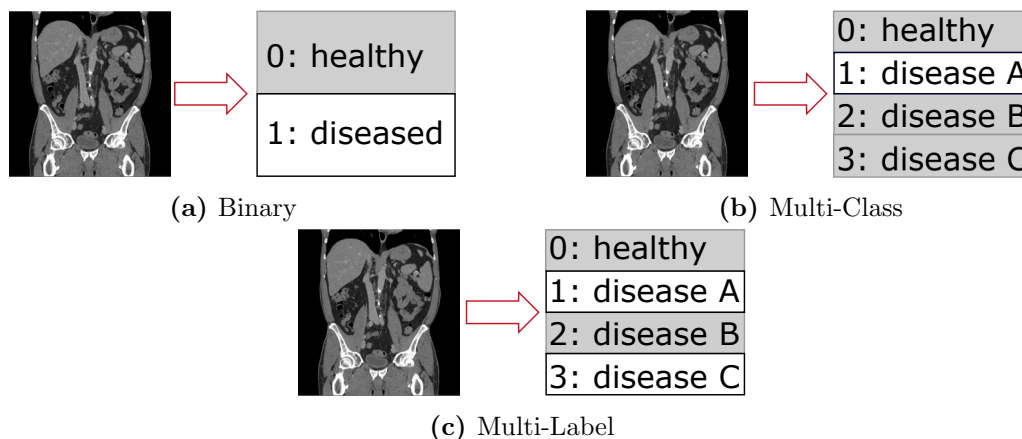 0: healthy
1: diseased
(a) Binary
0: healthy
1: disease A
2: disease B
3: disease C
(b) Multi-Class
0: healthy
1: disease A
2: disease B
3: disease C
(c) Multi-Label